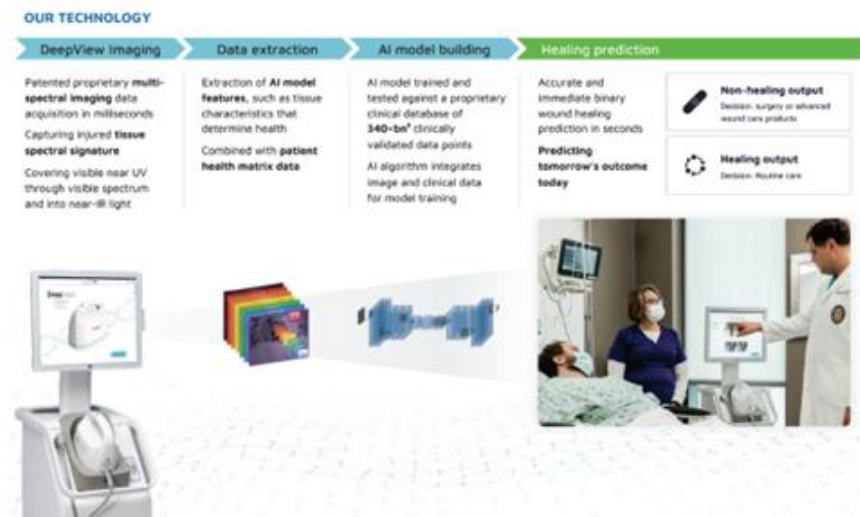 OUR TECHNOLOGY
DeepView Imaging
Data extraction
AI model building
Healing prediction
Patented proprietary multi-
spectral imaging data
acquisition in milliseconds
Capturing injured tissue
spectral signature
Covering visible near UV
through visible spectrum
and into near-IR light
Extraction of AI model
features, such as tissue
characteristics that
determine health
Combined with patient
health matrix data
AI model trained and
tested against a proprietary
clinical database of
clinically
validated data points
AI algorithm integrates
image and clinical data
for model training
Accurate and
immediate binary
wound healing
prediction in seconds
Predicting
tomorrow's outcome
today
Non-healing output
Decision: surgery or advanced
wound care products
Healing output
Decision: Routine care